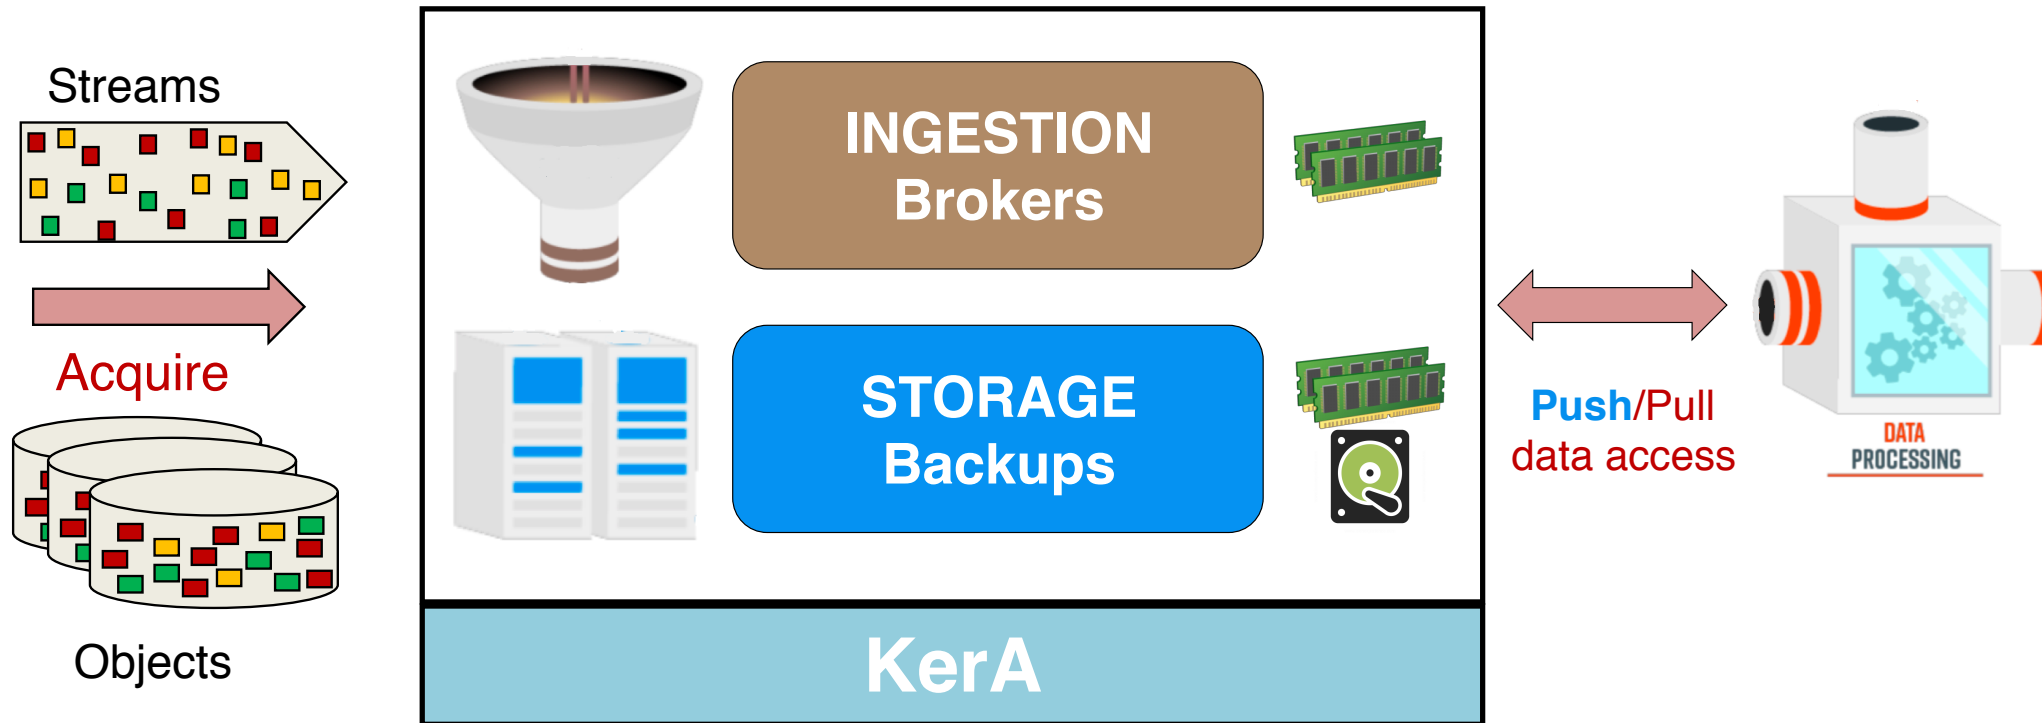 Streams
Acquire
Objects
INGESTION
Brokers
STORAGE
Backups
KerA
Push/Pull
data access
DATA
PROCESSING